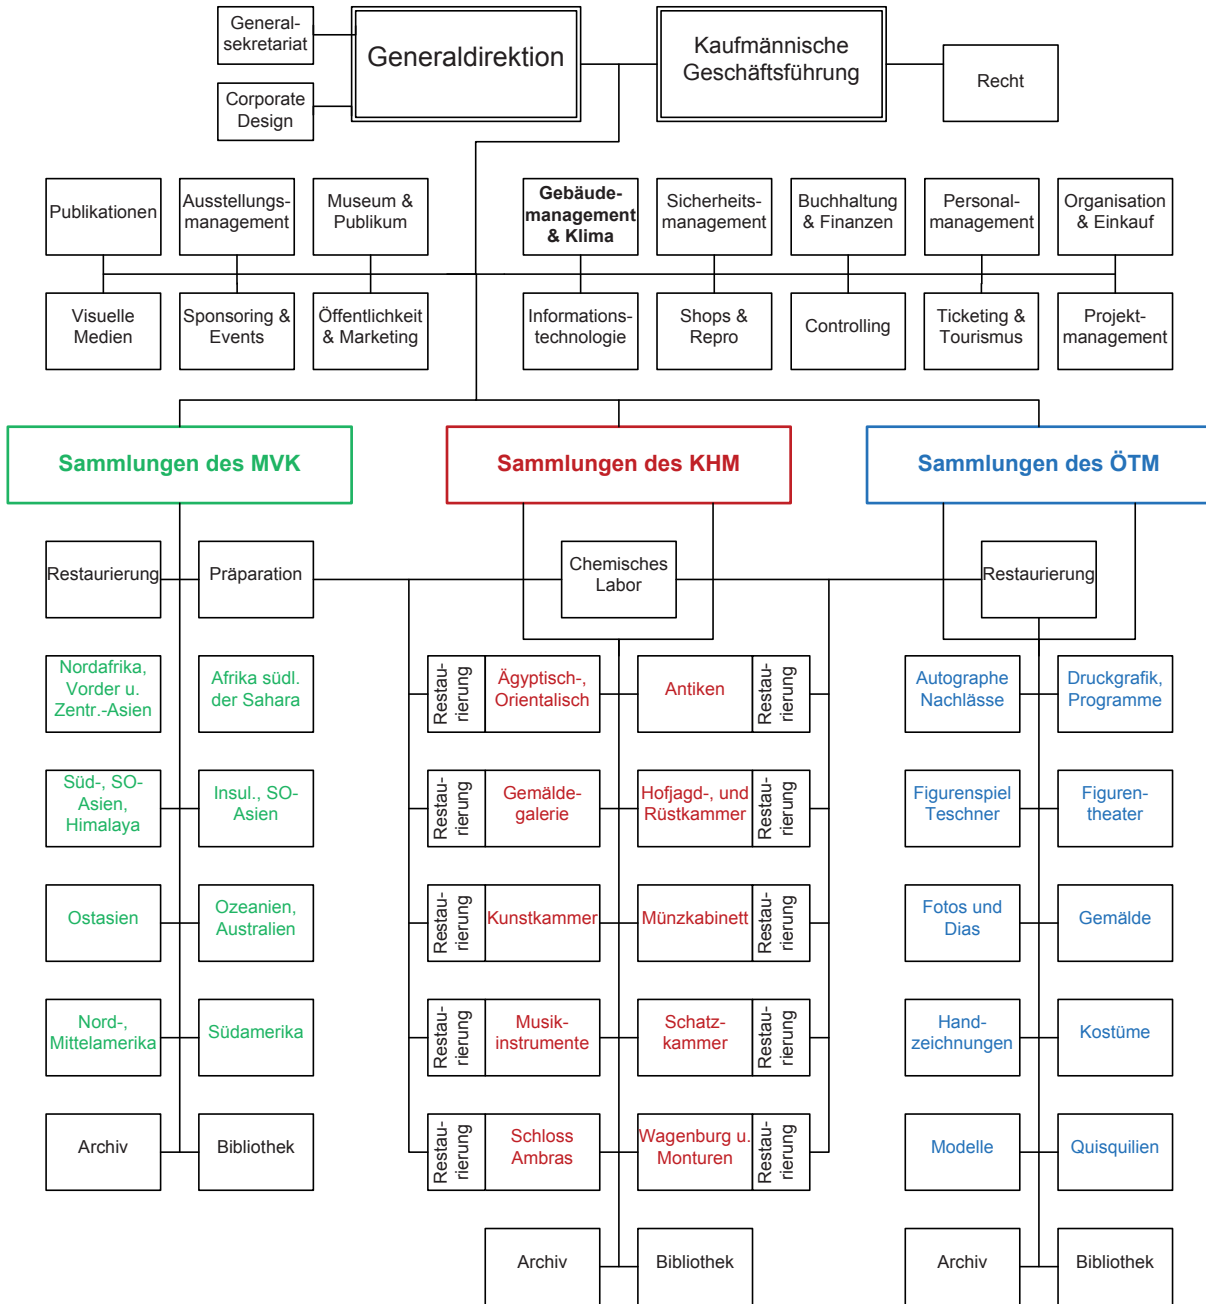 General-
sekretariat
Generaldirektion
Kaufmännische
Geschäftsführung
Recht
Corporate
Design
Publikationen
Ausstellungs-
management
Museum &
Publikum
Gebäude-
management
& Klima
Sicherheits-
management
Buchhaltung
& Finanzen
Personal-
management
Organisation
& Einkauf
Visuelle
Medien
Sponsoring &
Events
Öffentlichkeit
& Marketing
Informations-
technologie
Shops &
Repro
Controlling
Ticketing &
Tourismus
Projekt-
management
Sammlungen des MVK
Sammlungen des KHM
Sammlungen des ÖTM
Restaurierung
Präparation
Chemisches
Labor
Restaurierung
Nordafrika,
Vorder u.
Zentr.-Asien
Afrika südl.
der Sahara
Restau-
rierung
Ägyptisch-,
Orientalisch
Antiken
Restau-
rierung
Autographe
Nachlässe
Druckgrafik,
Programme
Süd-, SO-
Asien,
Himalaya
Insul., SO-
Asien
Restau-
rierung
Gemälde-
galerie
Hofjagd-, und
Rüstkammer
Restau-
rierung
Figurenspiel
Teschner
Figuren-
theater
Ostasien
Ozeanien,
Australien
Restau-
rierung
Kunstkammer
Münzkabinett
Restau-
rierung
Fotos und
Dias
Gemälde
Nord-,
Mittelamerika
Südamerika
Restau-
rierung
Musik-
instrumente
Schatz-
kammer
Restau-
rierung
Hand-
zeichnungen
Kostüme
Archiv
Bibliothek
Restau-
rierung
Schloss
Ambras
Wagenburg u.
Monturen
Restau-
rierung
Modelle
Quisquilien
Archiv
Bibliothek
Archiv
Bibliothek